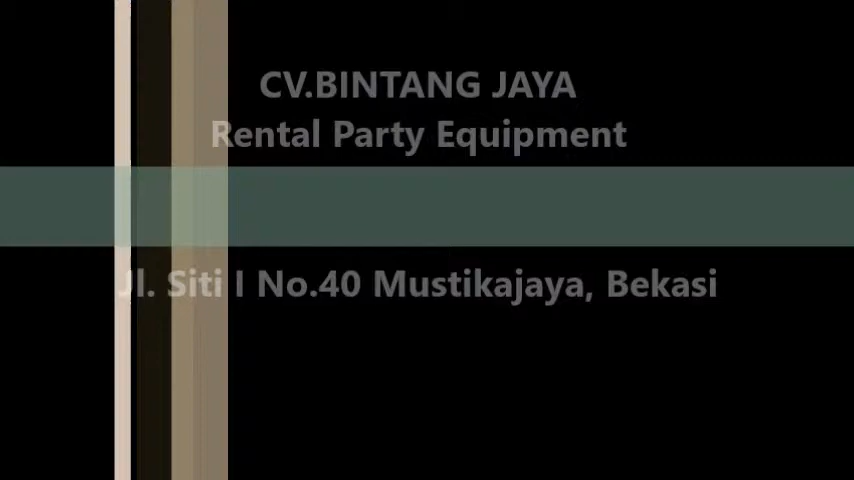 CV.BINTANG JAYA
Rental Party Equipment
Jl. Siti I No.40 Mustikajaya, Bekasi